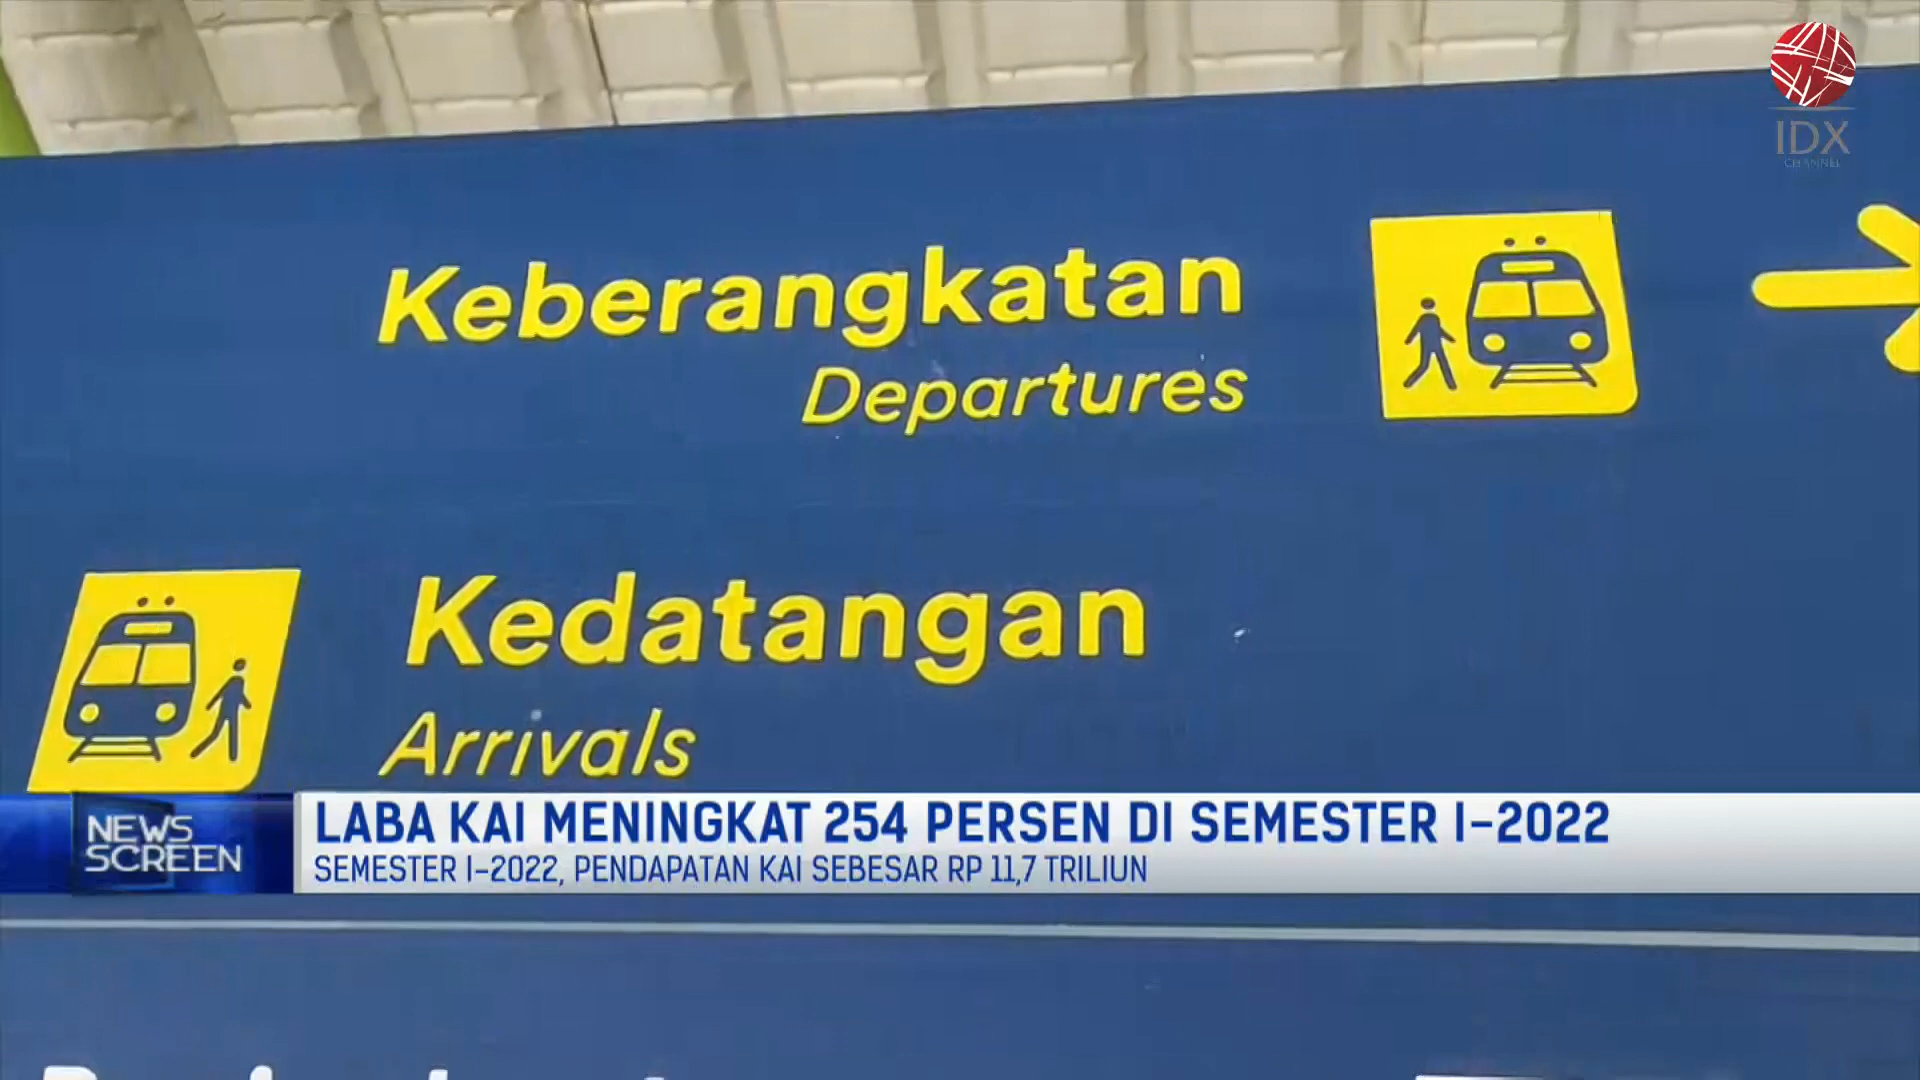 IDX
CHANNEL
Keberangkatan
Departures
Kedatangan
Arrivals
NEWS
SCREEN
LABA KAI MENINGKAT 254 PERSEN DI SEMESTER I-2022
SEMESTER I-2022, PENDAPATAN KAI SEBESAR RP 11,7 TRILIUN